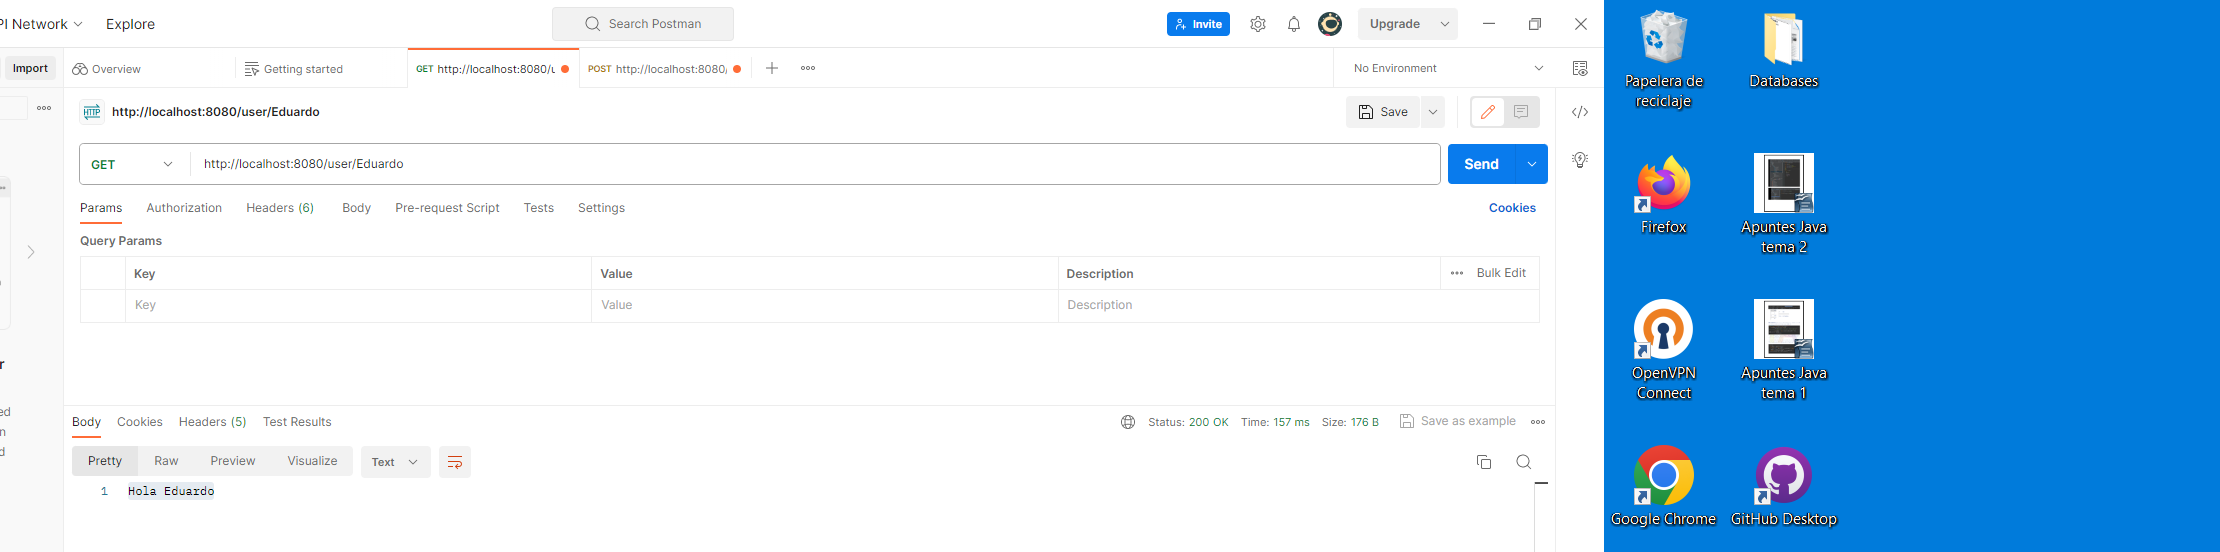 PI Network
Explore
Search Postman
Invite
Upgrade
Import
Overview
Getting started
GET http://localhost:8080/u
POST http://localhost:8080/
No Environment
HTTP
http://localhost:8080/user/Eduardo
Save
GET
http://localhost:8080/user/Eduardo
Send
Params
Authorization
Headers (6)
Body
Pre-request Script
Tests
Settings
Cookies
Query Params
Key
Value
Description
Bulk Edit
Key
Value
Description
r
ed
n
d
Body
Cookies
Headers (5)
Test Results
Status: 200 OK
Time: 157 ms
Size: 176 B
Save as example
Pretty
Raw
Preview
Visualize
Text
1
Hola Eduardo
Papelera de
reciclaje
Databases
Firefox
Apuntes Java
tema 2
OpenVPN
Connect
Apuntes Java
tema 1
Google Chrome
GitHub Desktop